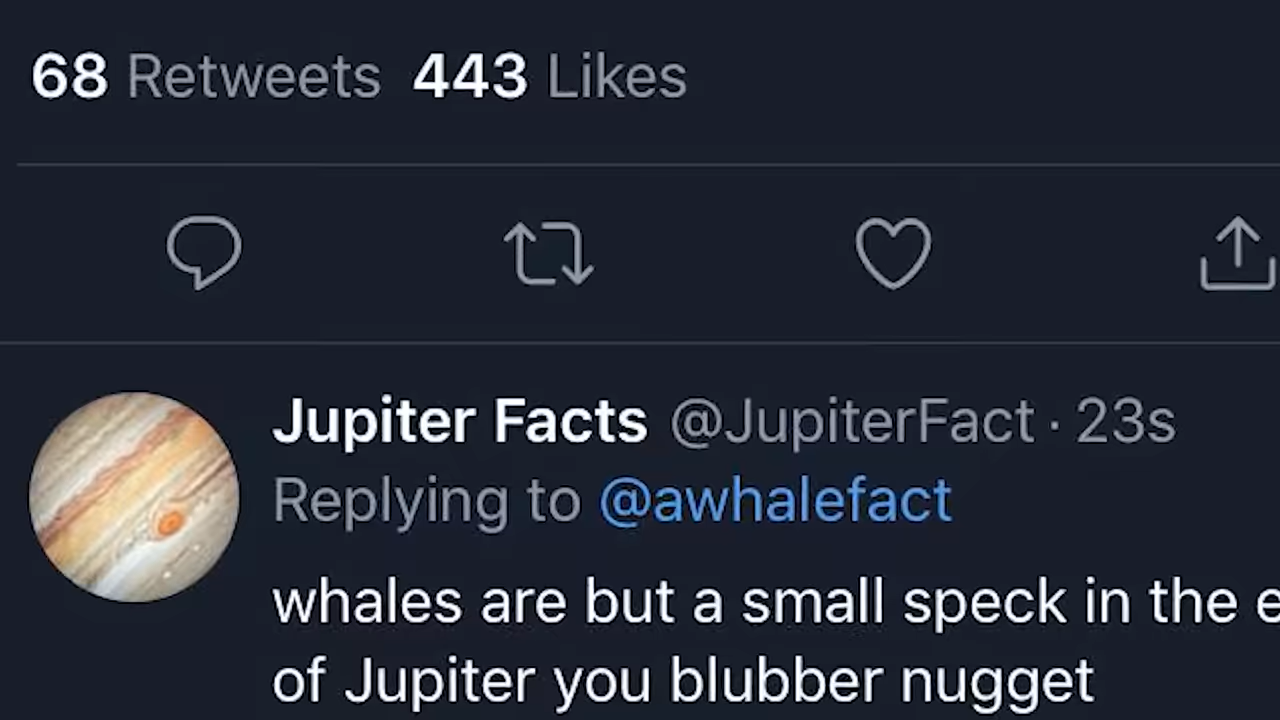 68 Retweets 443 Likes
Jupiter Facts @JupiterFact · 23s
Replying to @awhalefact
whales are but a small speck in the
of Jupiter you blubber nugget